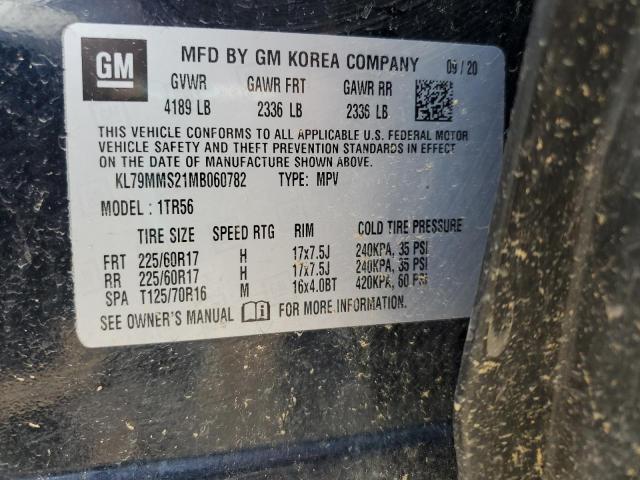 GM MFD BY GM KOREA COMPANY 09 / 20
GVWR GAWR FRT GAWR RR
4189 LB 2336 LB 2336 LB
THIS VEHICLE CONFORMS TO ALL APPLICABLE U.S. FEDERAL MOTOR
VEHICLE SAFETY AND THEFT PREVENTION STANDARDS IN EFFECT
ON THE DATE OF MANUFACTURE SHOWN ABOVE.
KL79MMS21MB060782 TYPE: MPV
MODEL : 1TR56
TIRE SIZE SPEED RTG RIM COLD TIRE PRESSURE
FRT 225/60R17 H 17x7.5J 240KPA, 35 PSI
RR 225/60R17 H 17x7.5J 240KPA, 35 PSI
SPA T125/70R16 M 16x4.0BT 420KPA, 60 PSI
SEE OWNER'S MANUAL FOR MORE INFORMATION.